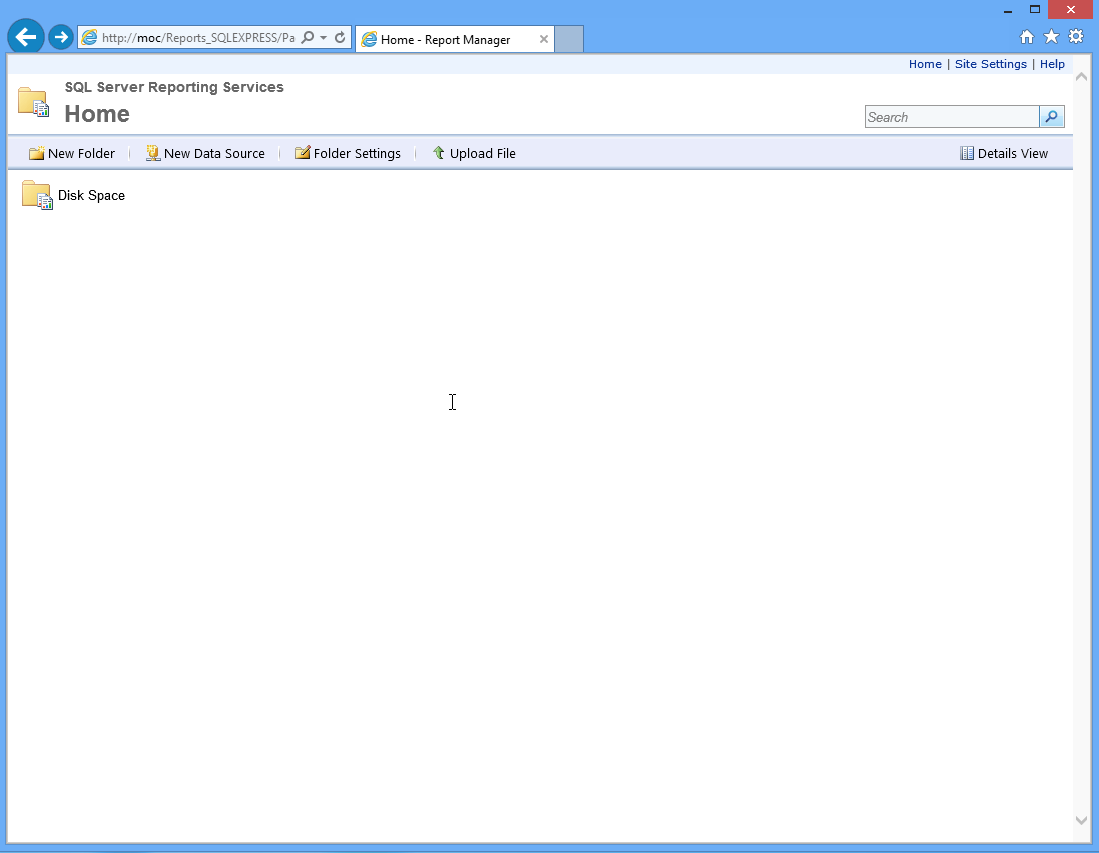 http://moc/Reports_SQLEXPRESS/Pa
Home - Report Manager
Home | Site Settings | Help
SQL Server Reporting Services
Home
Search
New Folder
New Data Source
Folder Settings
Upload File
Details View
Disk Space